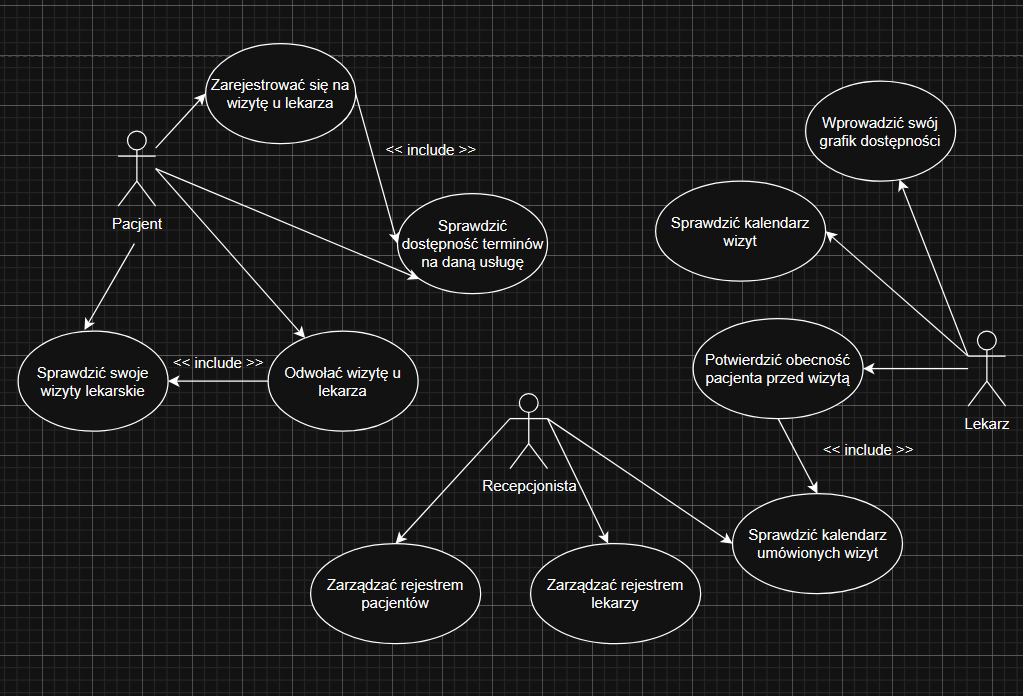 Zarejestrować się na
wizytę u lekarza
<< include >>
Pacjent
Sprawdzić
dostępność terminów
na daną usługę
Wprowadzić swój
grafik dostępności
Sprawdzić kalendarz
wizyt
Sprawdzić swoje
wizyty lekarskie
<< include >>
Odwołać wizytę u
lekarza
Potwierdzić obecność
pacjenta przed wizytą
Lekarz
<< include >>
Recepcjonista
Sprawdzić kalendarz
umówionych wizyt
Zarządzać rejestrem
pacjentów
Zarządzać rejestrem
lekarzy